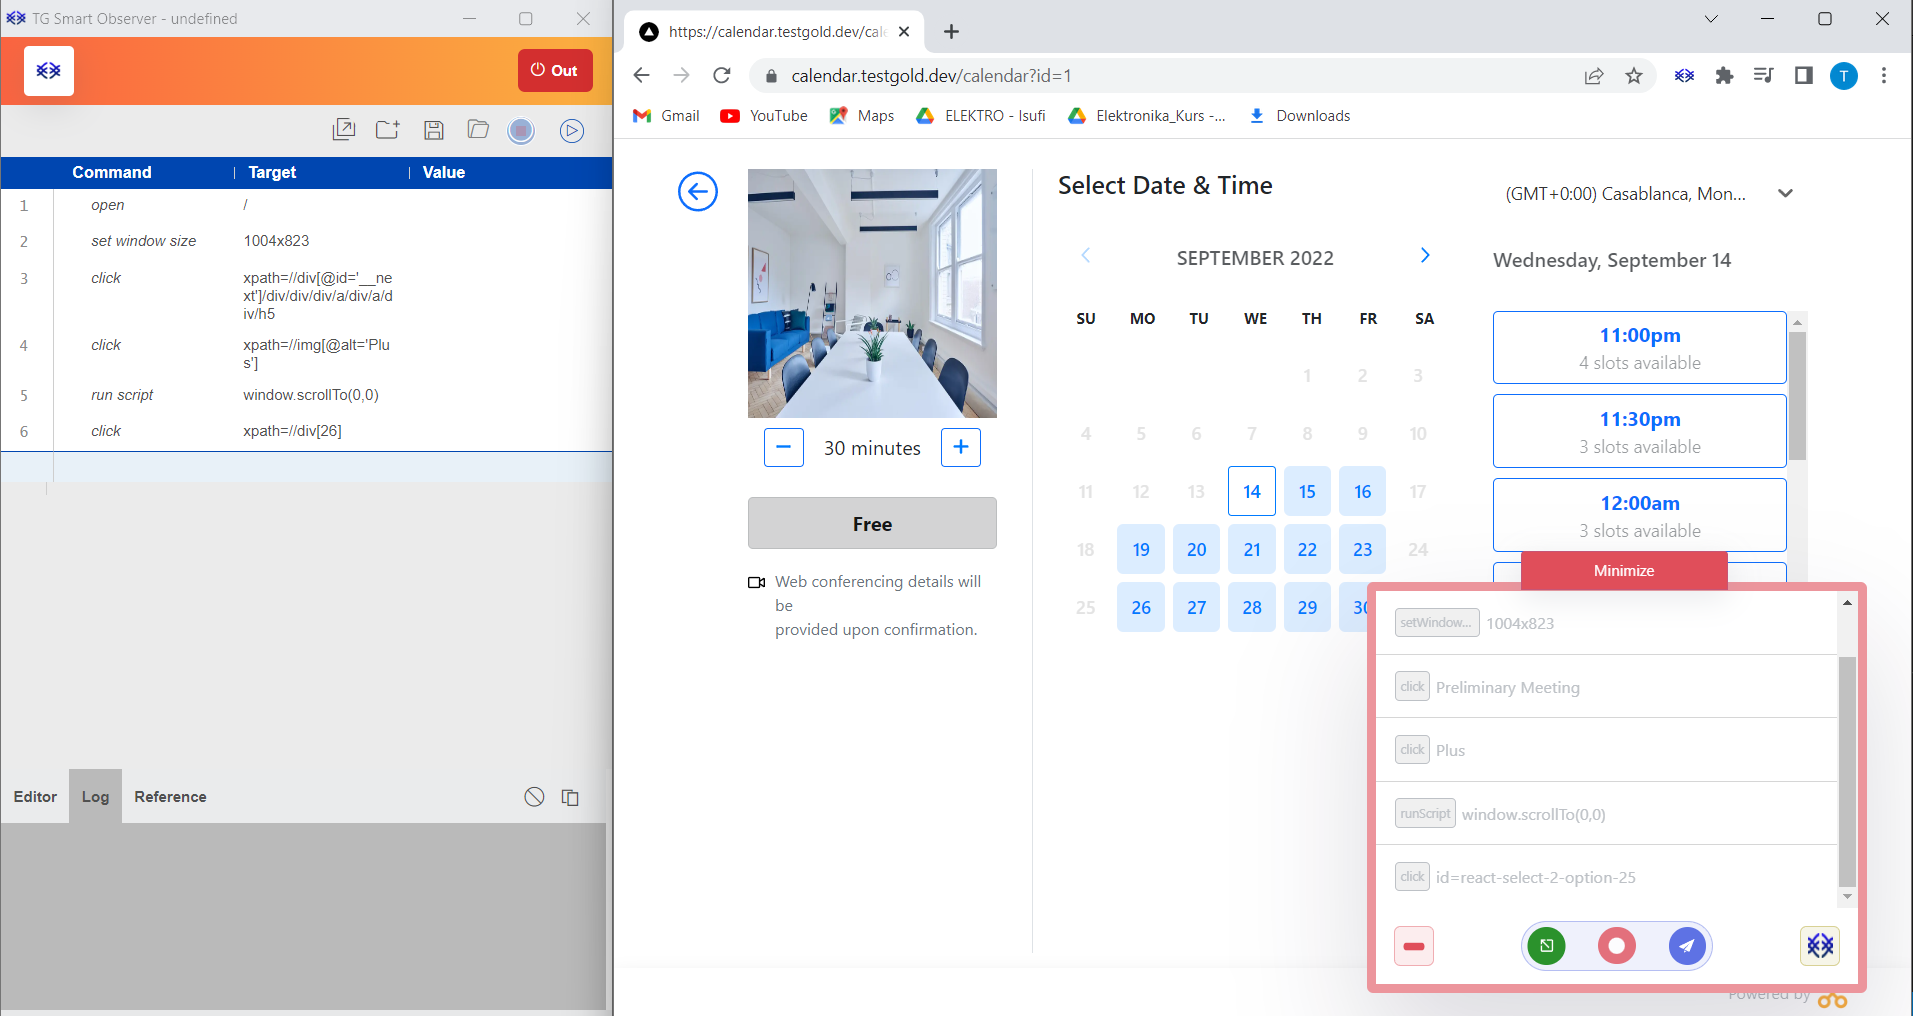 TG Smart Observer - undefined
Out
Command
Target
Value
1
open
/
2
set window size
1004x823
3
click
xpath=//div[@id='__ne
xt']/div/div/div/a/div/a/d
iv/h5
4
click
xpath=//img[@alt='Plu
s']
5
run script
window.scrollTo(0,0)
6
click
xpath=//div[26]
Editor
Log
Reference
https://calendar.testgold.dev/cale
calendar.testgold.dev/calendar?id=1
T
Gmail
YouTube
Maps
ELEKTRO - Isufi
Elektronika_Kurs -...
Downloads
30 minutes
Free
Web conferencing details will
be
provided upon confirmation.
Select Date & Time
(GMT+0:00) Casablanca, Mon...
SEPTEMBER 2022
SU MO TU WE TH FR SA
1 2 3
4 5 6 7 8 9 10
11 12 13 14 15 16 17
18 19 20 21 22 23 24
25 26 27 28 29 30
Wednesday, September 14
11:00pm
4 slots available
11:30pm
3 slots available
12:00am
3 slots available
Minimize
setWindow...
1004x823
click
Preliminary Meeting
click
Plus
runScript
window.scrollTo(0,0)
click
id=react-select-2-option-25
Powered by